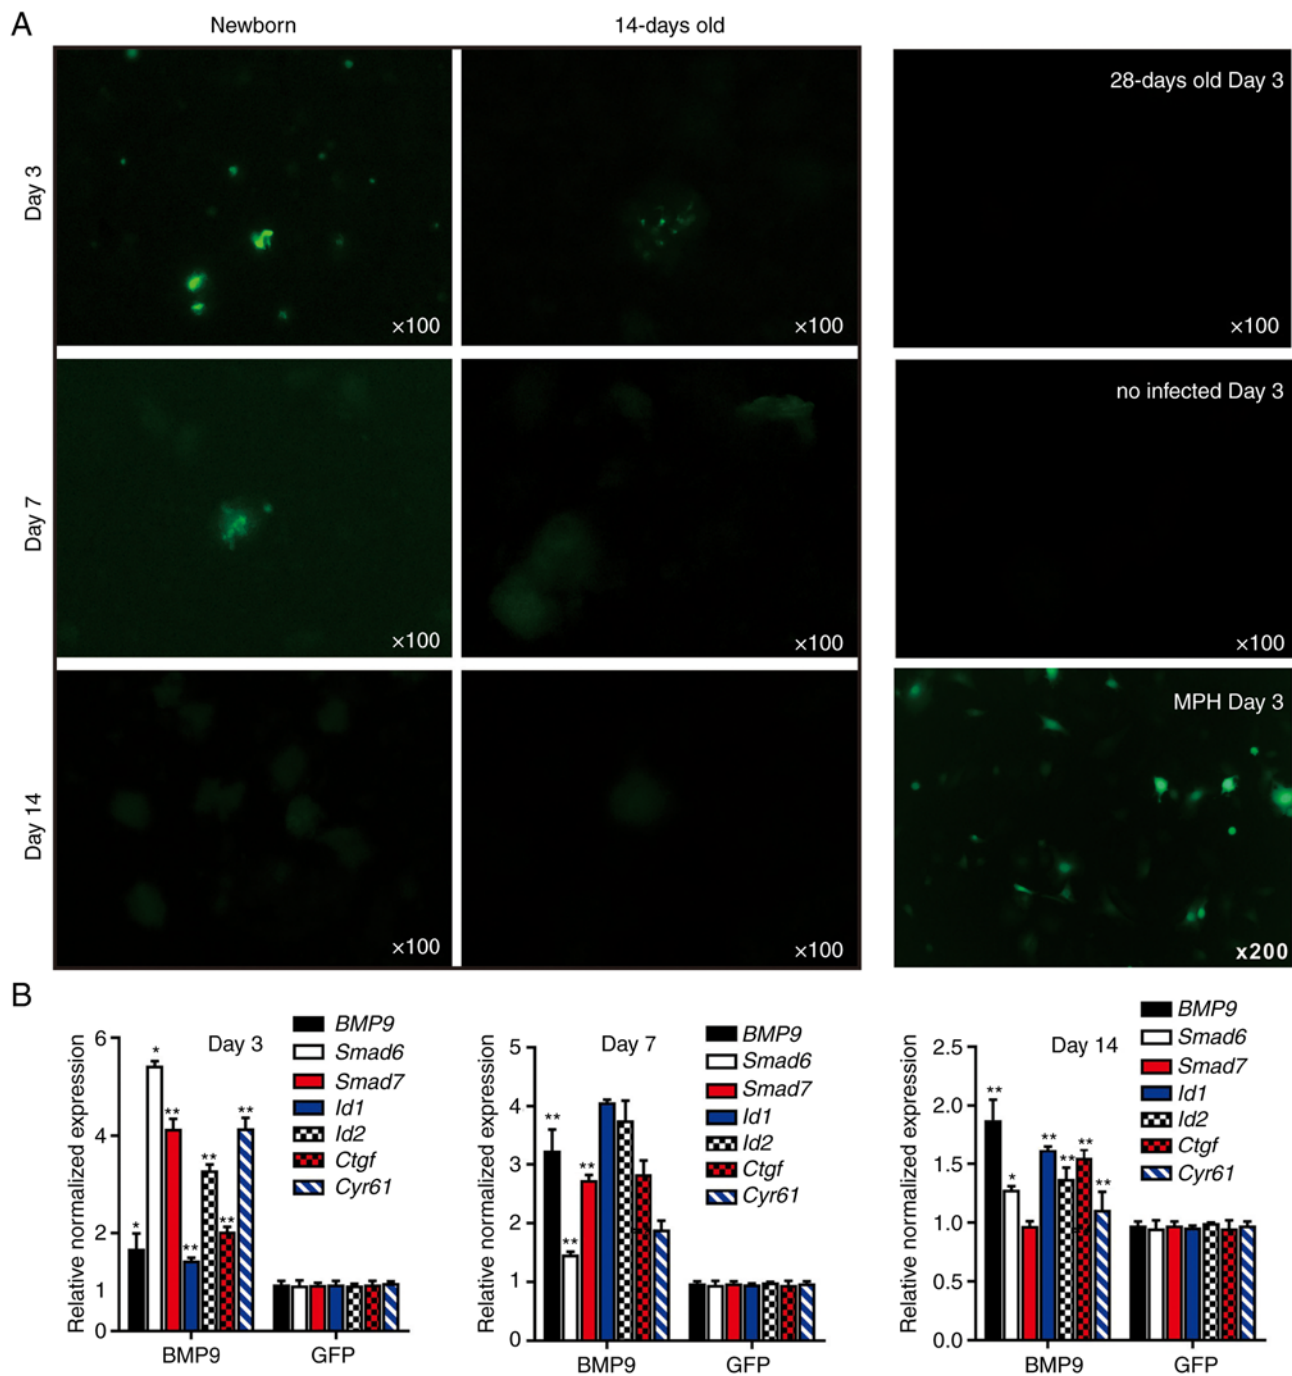 A
Newborn
14-days old
Day 3
×100
×100
28-days old Day 3
×100
Day 7
×100
×100
no infected Day 3
×100
Day 14
×100
×100
MPH Day 3
x200
B
Relative normalized expression
6
4
2
1
0
Day 3
BMP9
Smad6
Smad7
Id1
Id2
Ctgf
Cyr61
*
*
**
**
**
**
**
BMP9
GFP
Relative normalized expression
5
4
3
2
1
0
Day 7
BMP9
Smad6
Smad7
Id1
Id2
Ctgf
Cyr61
**
**
**
BMP9
GFP
Relative normalized expression
2.5
2.0
1.5
1.0
0.5
0.0
Day 14
BMP9
Smad6
Smad7
Id1
Id2
Ctgf
Cyr61
**
*
**
**
**
**
BMP9
GFP